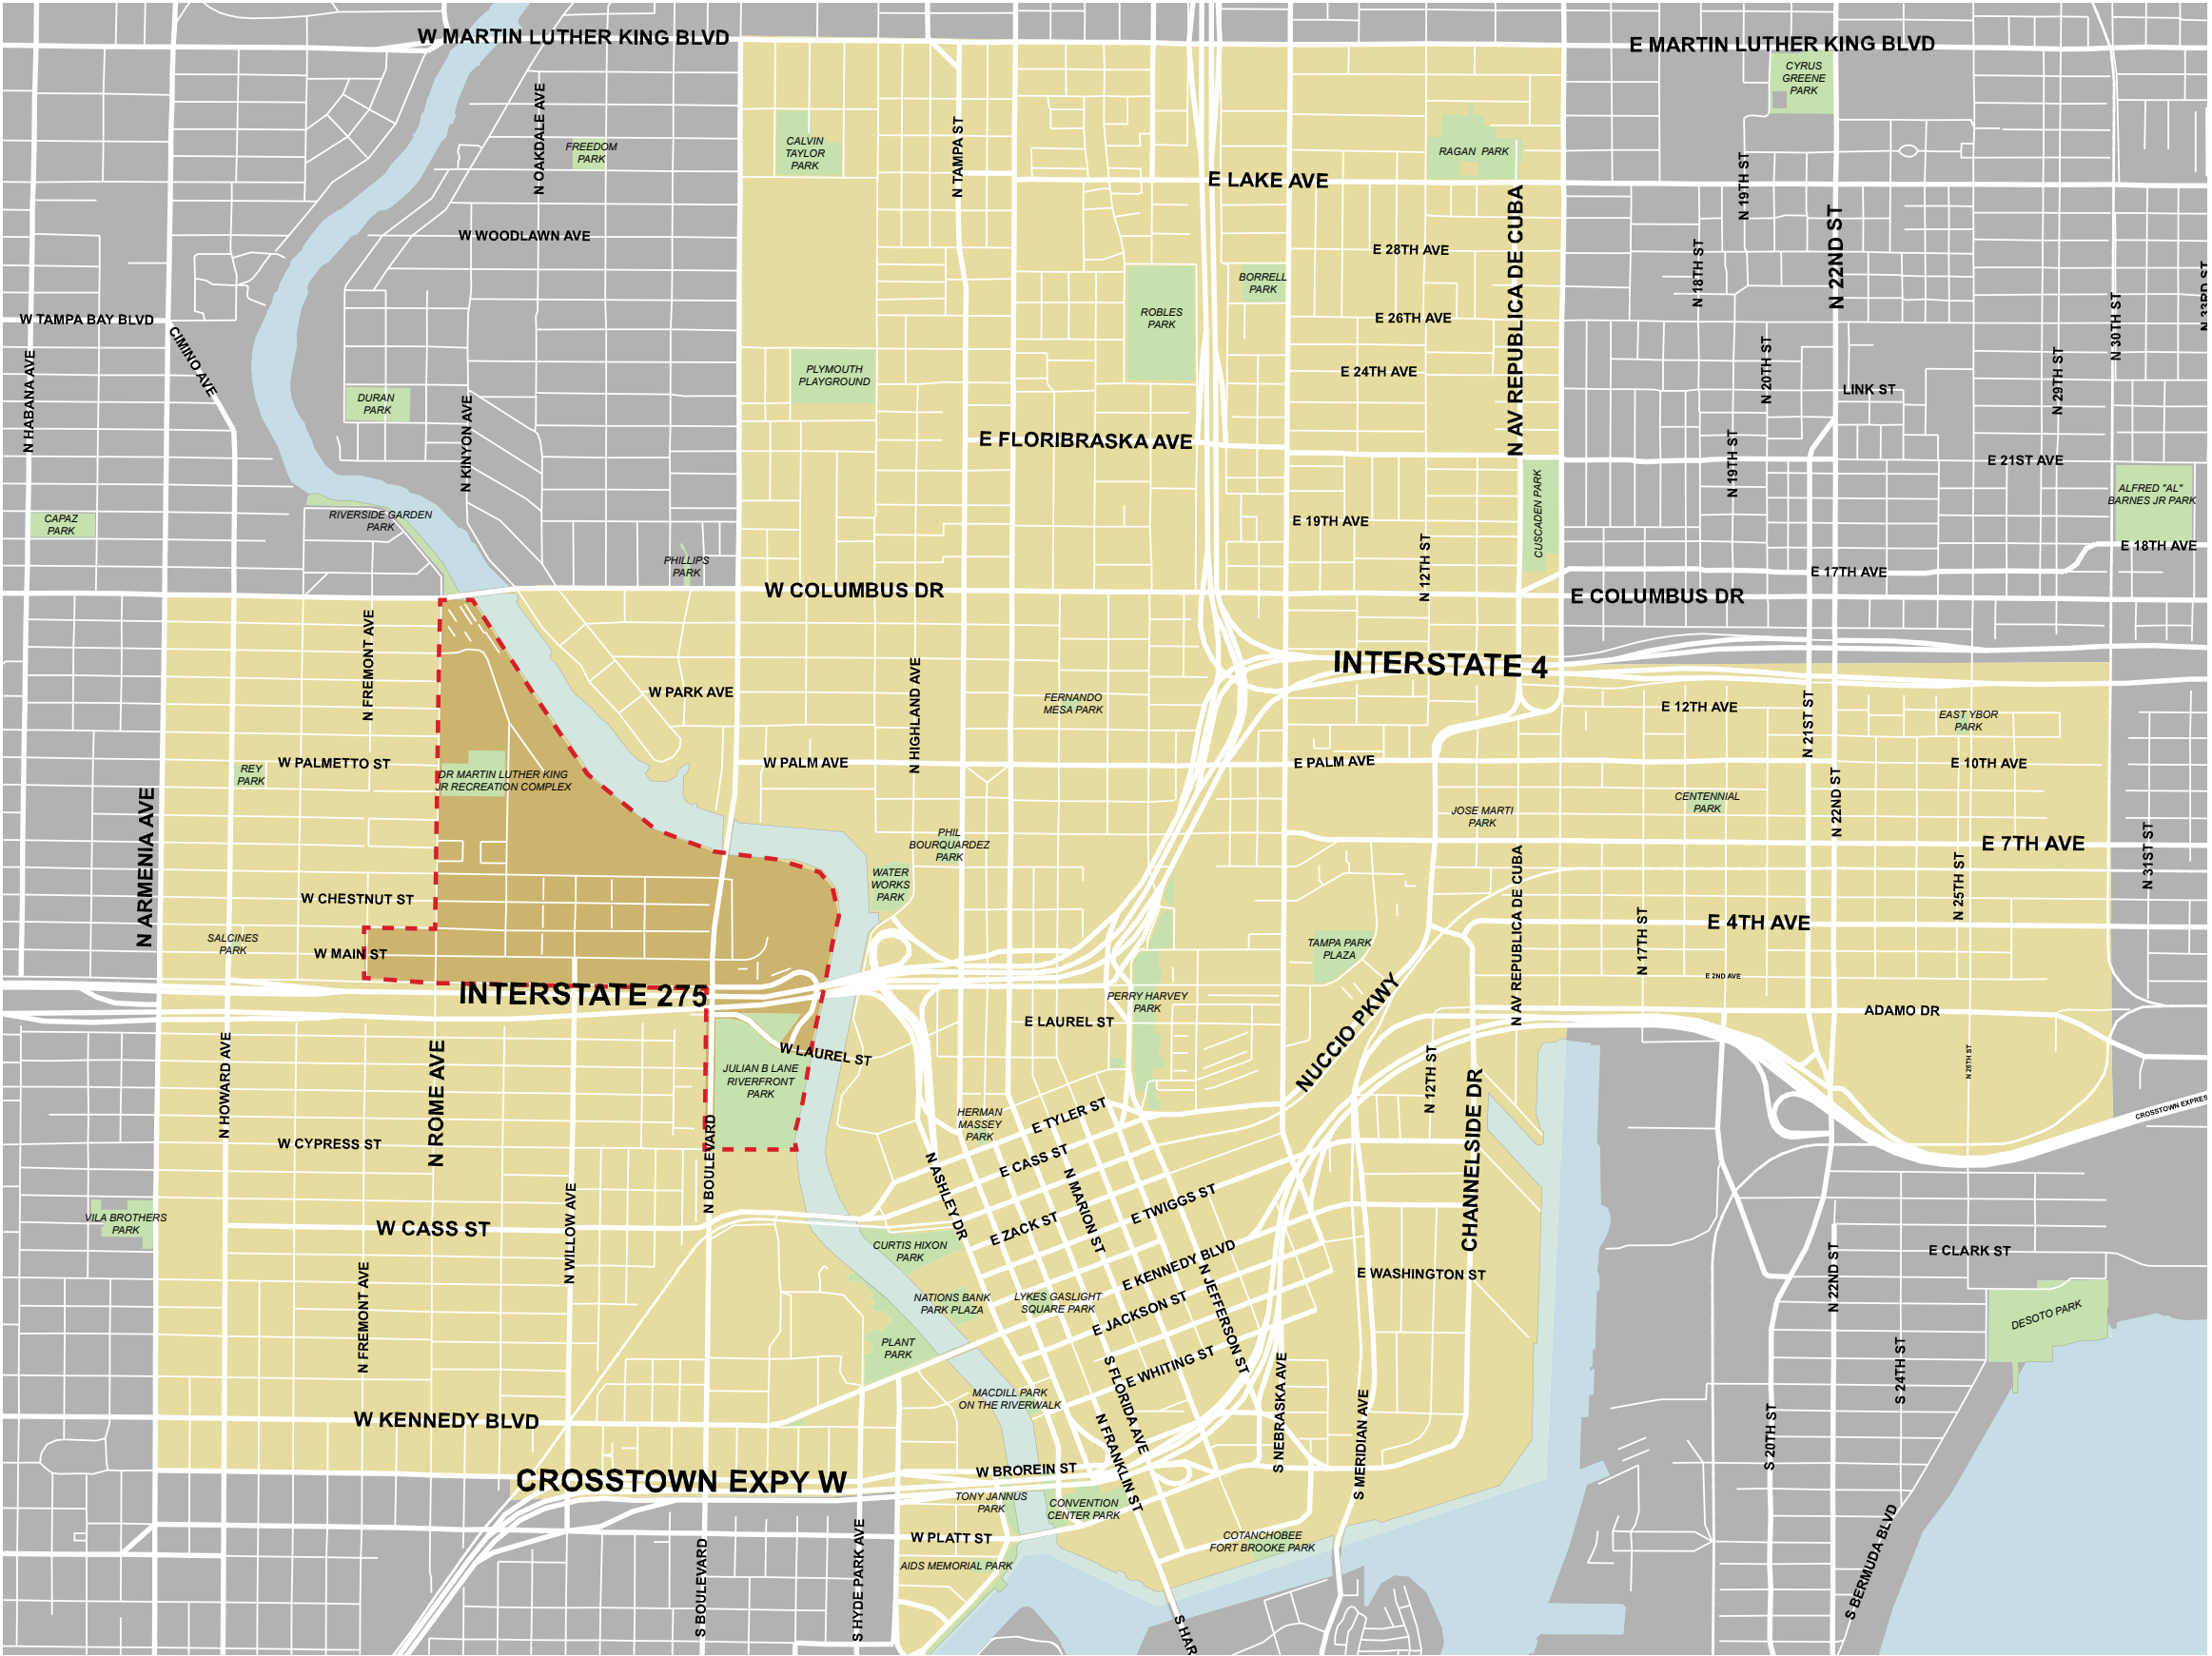 W MARTIN LUTHER KING BLVD
E MARTIN LUTHER KING BLVD
CYRUS
GREENE
PARK
N OAKDALE AVE
FREEDOM
PARK
CALVIN
TAYLOR
PARK
N TAMPA ST
RAGAN PARK
E LAKE AVE
N AV REPUBLICA DE CUBA
N 19TH ST
N 22ND ST
W WOODLAWN AVE
E 28TH AVE
N 18TH ST
BORRELL
PARK
W TAMPA BAY BLVD
CIMINO AVE
ROBLES
PARK
E 26TH AVE
N 30TH ST
N 33RD ST
N HABANA AVE
PLYMOUTH
PLAYGROUND
E 24TH AVE
N 20TH ST
LINK ST
N 29TH ST
DURAN
PARK
N KINYON AVE
E FLORIBRASKA AVE
N 19TH ST
E 21ST AVE
ALFRED "AL"
BARNES JR PARK
CAPAZ
PARK
RIVERSIDE GARDEN
PARK
E 19TH AVE
CUSCADEN PARK
PHILLIPS
PARK
N 12TH ST
E 18TH AVE
E 17TH AVE
W COLUMBUS DR
E COLUMBUS DR
N FREMONT AVE
INTERSTATE 4
W PARK AVE
N HIGHLAND AVE
FERNANDO
MESA PARK
E 12TH AVE
N 21ST ST
EAST YBOR
PARK
REY
PARK
W PALMETTO ST
DR MARTIN LUTHER KING
JR RECREATION COMPLEX
W PALM AVE
E PALM AVE
E 10TH AVE
N 22ND ST
CENTENNIAL
PARK
JOSE MARTI
PARK
N ARMENIA AVE
PHIL
BOURQUARDEZ
PARK
E 7TH AVE
N 31ST ST
WATER
WORKS
PARK
N 25TH ST
W CHESTNUT ST
N AV REPUBLICA DE CUBA
N 17TH ST
E 4TH AVE
SALCINES
PARK
W MAIN ST
TAMPA PARK
PLAZA
E 2ND AVE
INTERSTATE 275
PERRY HARVEY
PARK
NUCCIO PKWY
ADAMO DR
E LAUREL ST
N HOWARD AVE
N ROME AVE
W LAUREL ST
JULIAN B LANE
RIVERFRONT
PARK
N 12TH ST
CHANNELSIDE DR
N 26TH ST
CROSSTOWN EXPRES
HERMAN
MASSEY
PARK
E TYLER ST
W CYPRESS ST
N BOULEVARD
E CASS ST
N ASHLEY DR
N MARION ST
E TWIGGS ST
VILA BROTHERS
PARK
W CASS ST
N WILLOW AVE
E ZACK ST
CURTIS HIXON
PARK
E KENNEDY BLVD
N JEFFERSON ST
E WASHINGTON ST
N 22ND ST
E CLARK ST
N FREMONT AVE
NATIONS BANK
PARK PLAZA
LYKES GASLIGHT
SQUARE PARK
E JACKSON ST
DESOTO PARK
PLANT
PARK
E WHITING ST
S FLORIDA AVE
S 24TH ST
MACDILL PARK
ON THE RIVERWALK
S NEBRASKA AVE
S MERIDIAN AVE
S 20TH ST
W KENNEDY BLVD
N FRANKLIN ST
CROSSTOWN EXPY W
W BROREIN ST
TONY JANNUS
PARK
CONVENTION
CENTER PARK
S BERMUDA BLVD
W PLATT ST
COTANCHOBEE
FORT BROOKE PARK
S BOULEVARD
S HYDE PARK AVE
AIDS MEMORIAL PARK
S HAR